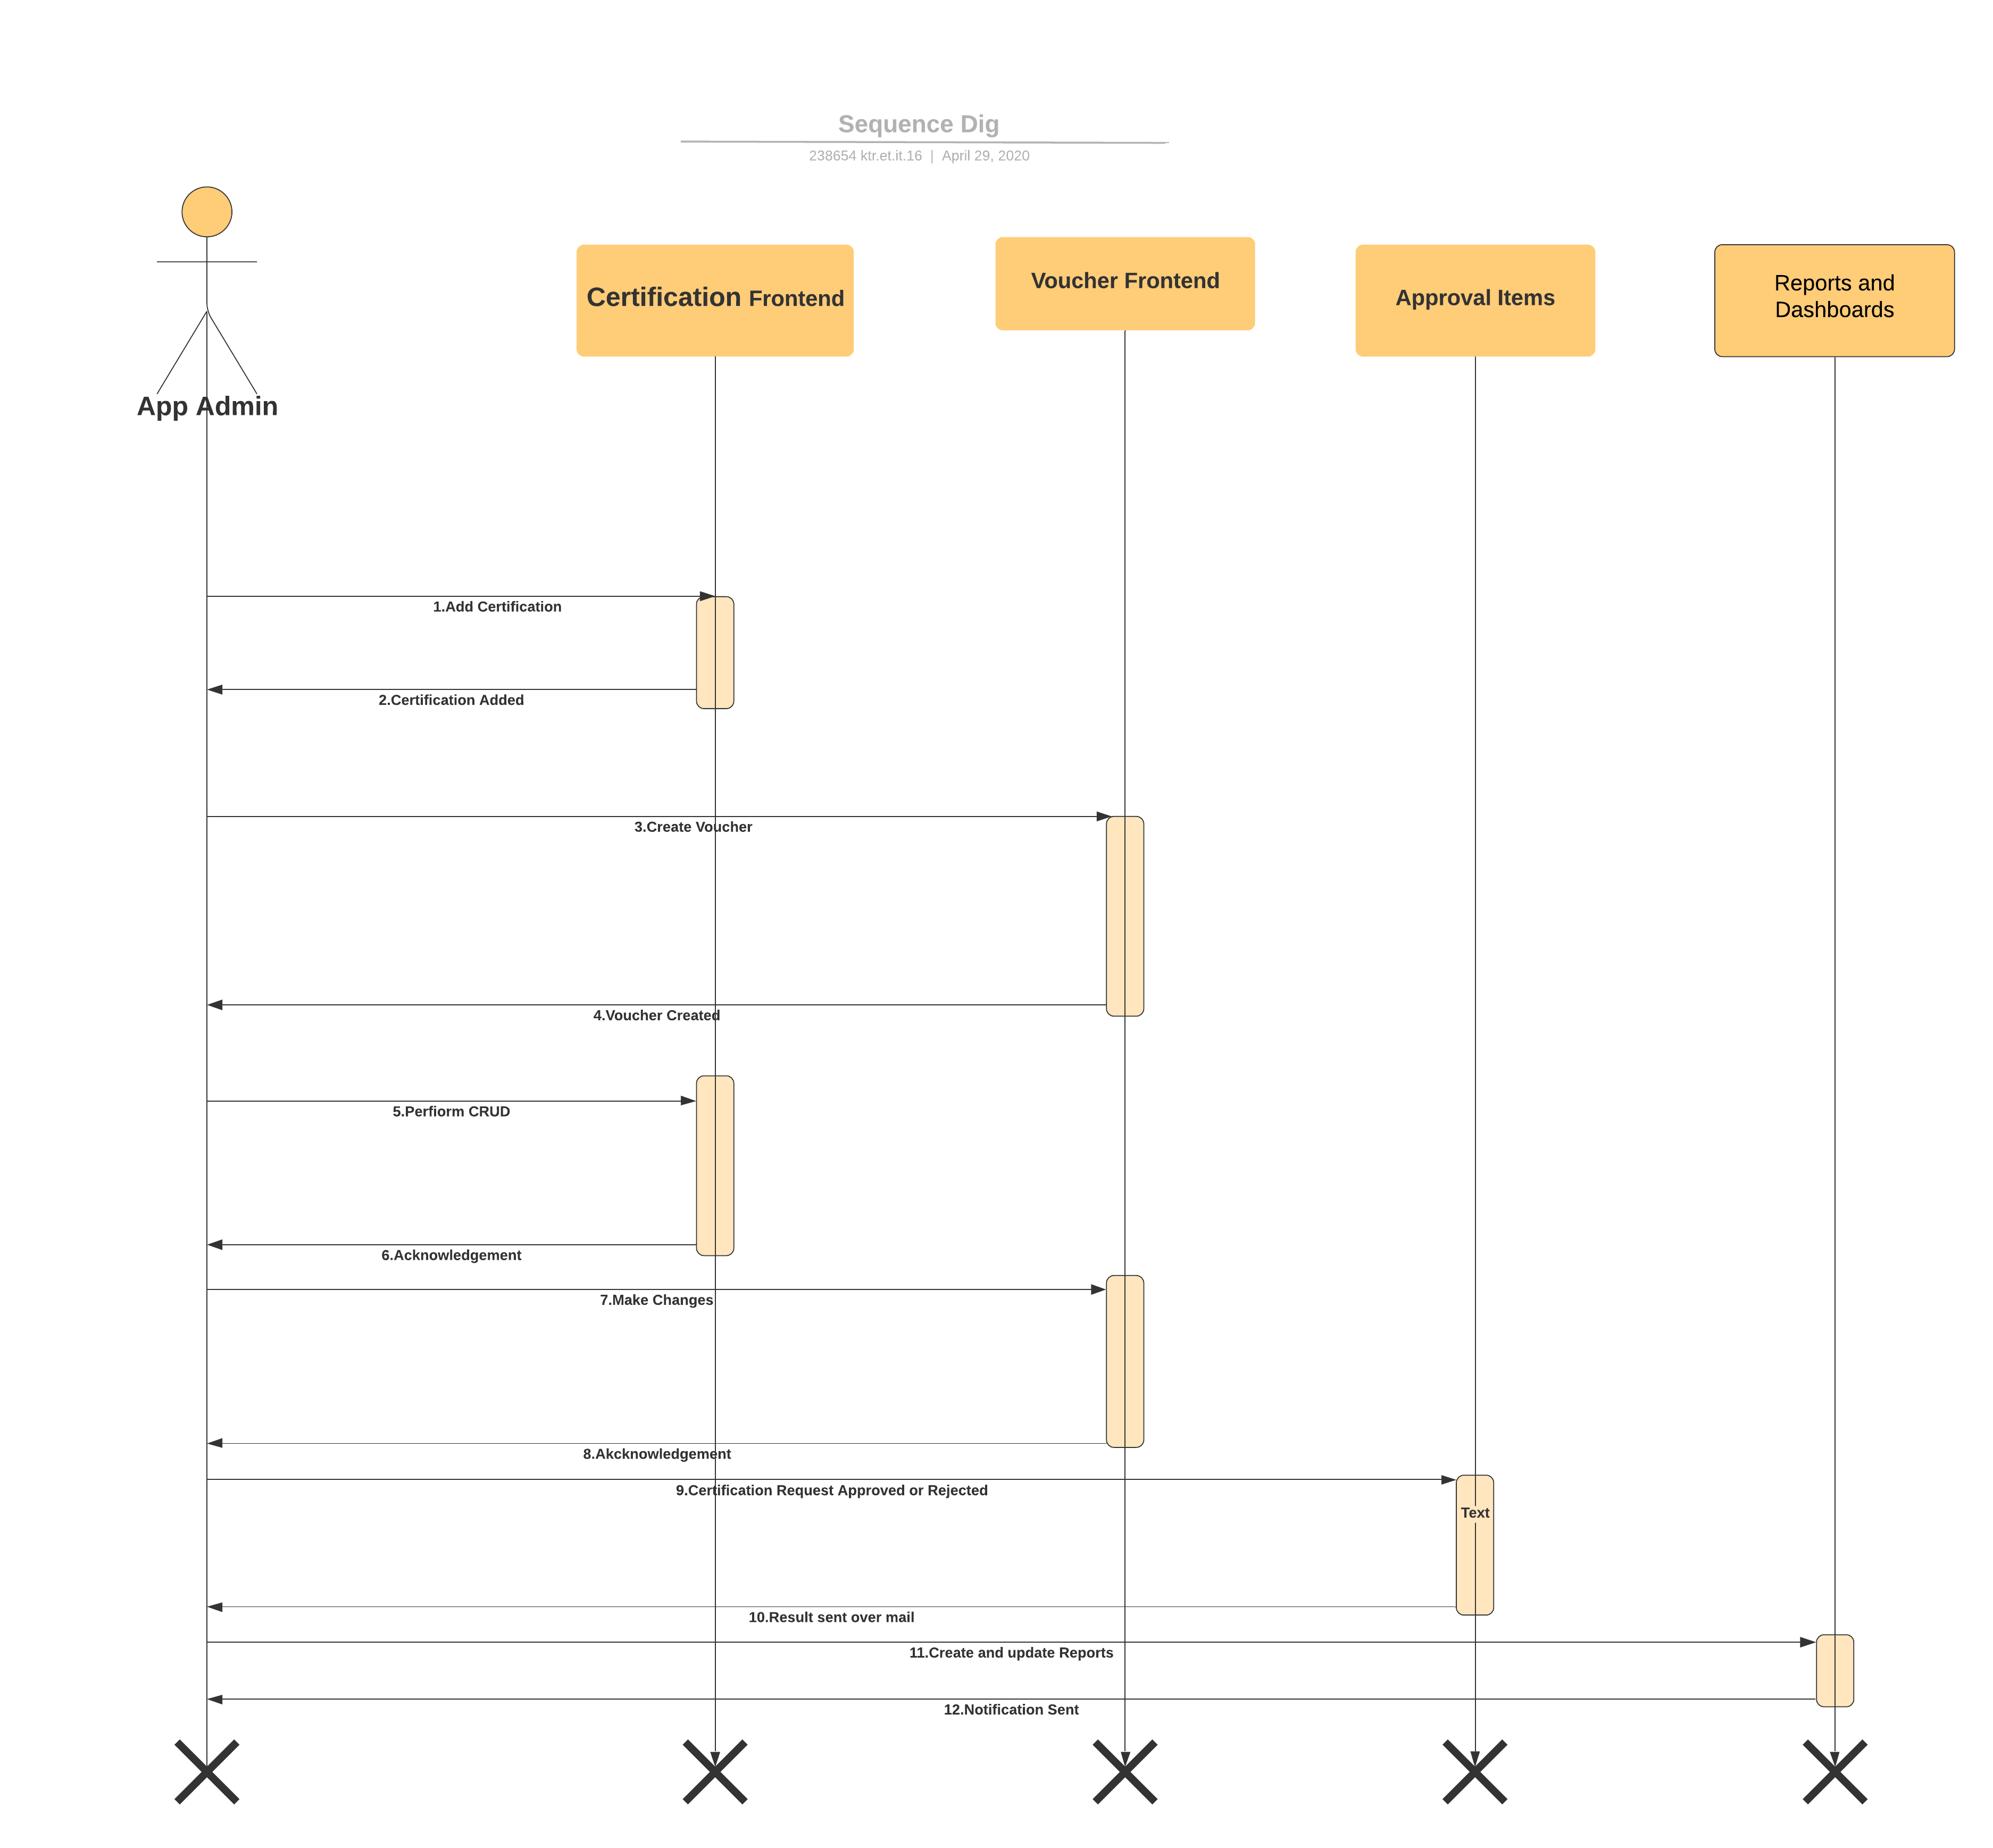 Sequence Dig
238654 ktr.et.it.16 | April 29, 2020
Certification Frontend
Voucher Frontend
Approval Items
Reports and
Dashboards
App Admin
1.Add Certification
2.Certification Added
3.Create Voucher
4.Voucher Created
5.Perfiorm CRUD
6.Acknowledgement
7.Make Changes
8.Akcknowledgement
9.Certification Request Approved or Rejected
Text
10.Result sent over mail
11.Create and update Reports
12.Notification Sent